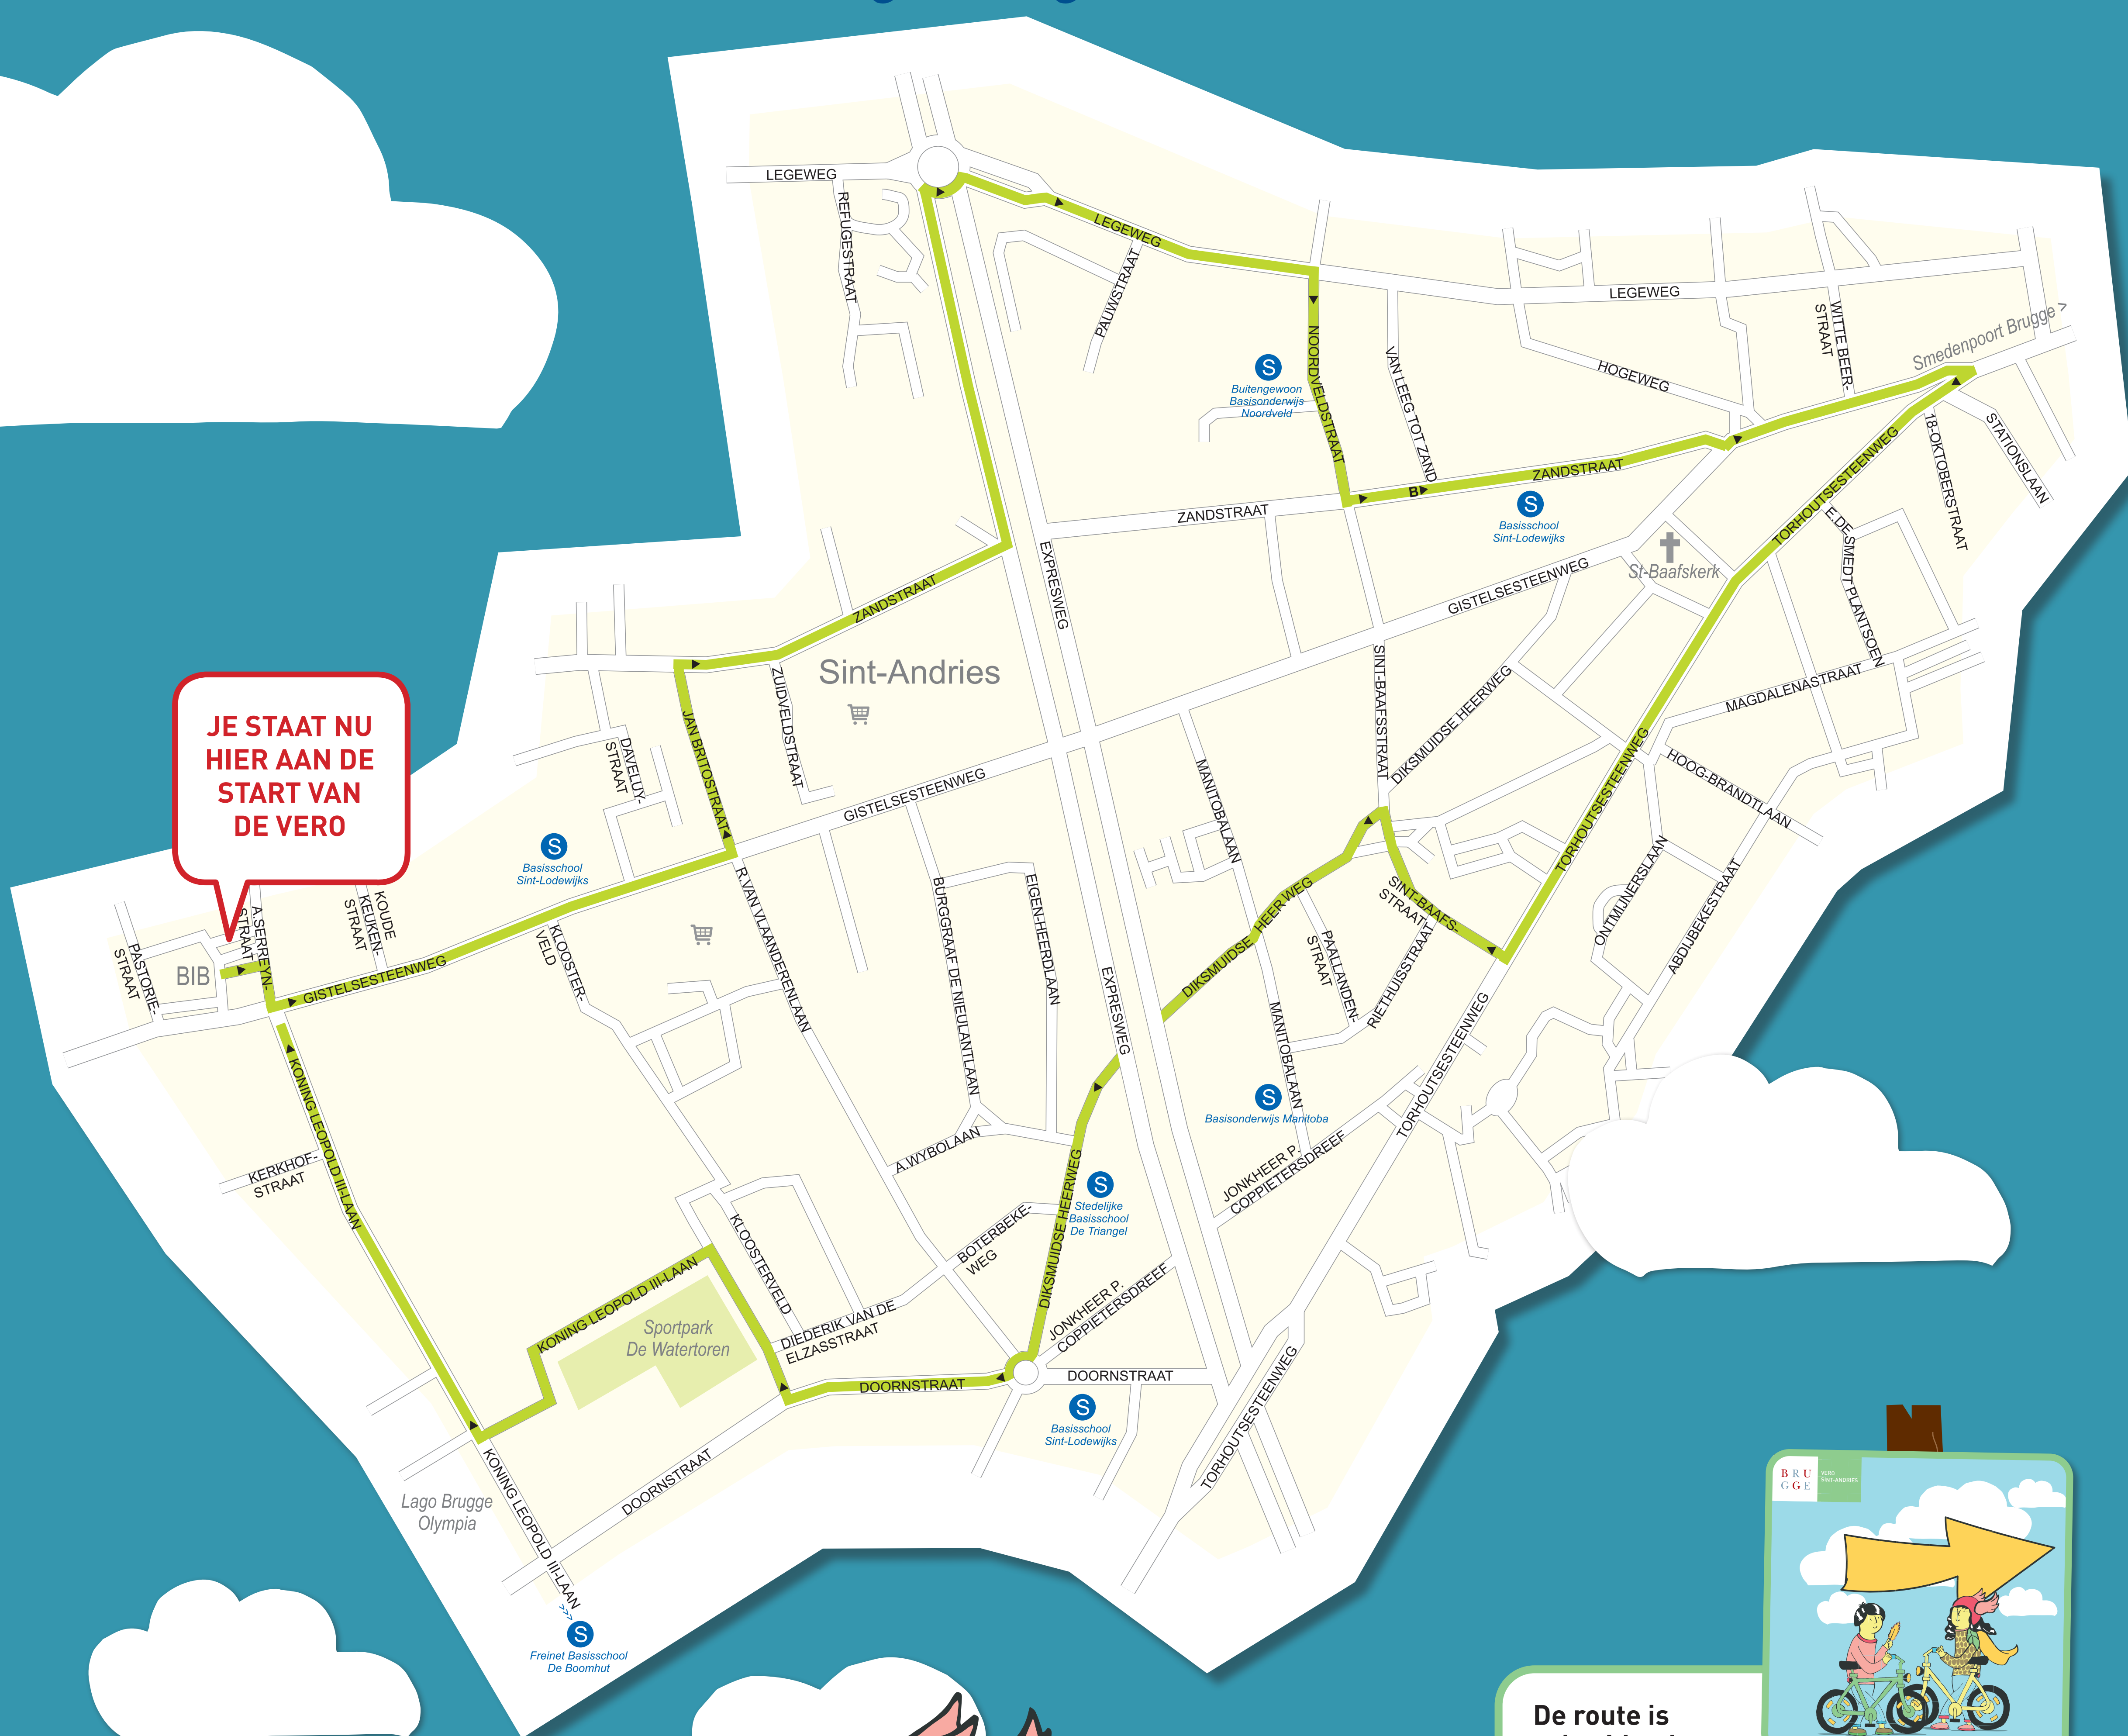 LEGEWEG
REFUGESTRAAT
LEGEWEG
PAUWSTRAAT
LEGEWEG
WITTE BEER-
STRAAT
Smedenpoort Brugge >
HOGEWEG
NOORDVELDSTRAAT
VAN LEEG TOT ZAND
S
Buitengewoon
Basisonderwijs
Noordveld
B
ZANDSTRAAT
S
Basisschool
Sint-Lodewijks
ZANDSTRAAT
18-OKTOBERSTRAAT
STATIONSLAAN
TORHOUTSESTEENWEG
E.DE SMEDT PLANTSOEN
EXPRESWEG
ZANDSTRAAT
GISTELSESTEENWEG
St-Baafskerk
Sint-Andries
ZUIDVELDSTRAAT
JAN BRITOSTRAAT
DAVELUY-
STRAAT
SINT-BAAFSSTRAAT
DIKSMUIDSE HEERWEG
MAGDALENASTRAAT
HOOG-BRANDTLAAN
TORHOUTSESTEENWEG
JE STAAT NU
HIER AAN DE
START VAN
DE VERO
GISTELSESTEENWEG
MANITOBALAAN
S
Basisschool
Sint-Lodewijks
KOUDE
KEUKEN-
STRAAT
A.SERREYN-
STRAAT
PASTORIE-
STRAAT
BIB
GISTELSESTEENWEG
KLOOSTER-
VELD
R.VAN VLAANDERENLAAN
BURGGRAAF DE NIEULANTLAAN
EIGEN-HEERDLAAN
EXPRESWEG
DIKSMUIDSE HEERWEG
SINT-BAAFS-
STRAAT
PAALLANDEN-
STRAAT
RIETHUISSTRAAT
ONTMIJNERSLAAN
ABDIJBEKESTRAAT
MANITOBALAAN
TORHOUTSESTEENWEG
S
Basisonderwijs Manitoba
KONING LEOPOLD III-LAAN
KERKHOF-
STRAAT
A.WYBOLAAN
JONKHEER P.
COPPIETERSDREEF
S
Stedelijke
Basisschool
De Triangel
DIKSMUIDSE HEERWEG
BOTERBEKE-
WEG
KLOOSTERVELD
KONING LEOPOLD III-LAAN
Sportpark
De Watertoren
DIEDERIK VAN DE
ELZASSTRAAT
JONKHEER P.
COPPIETERSDREEF
DOORNSTRAAT
DOORNSTRAAT
S
Basisschool
Sint-Lodewijks
TORHOUTSESTEENWEG
DOORNSTRAAT
KONING LEOPOLD III-LAAN
Lago Brugge
Olympia
>>>
S
Freinet Basisschool
De Boomhut
BRU
GGE
VERO
SINT-ANDRIES
De route is